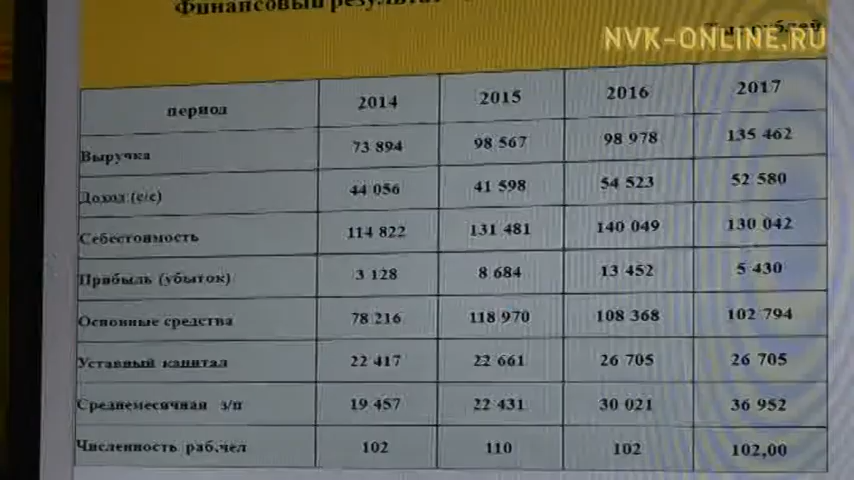 Финансовый результат
Тыс рублей
NVK-ONLINE.RU
период 2014 2015 2016 2017
Выручка 73 894 98 567 98 978 135 462
Доход (с/с) 44 056 41 598 54 523 52 580
Себестоимость 114 822 131 481 140 049 130 042
Прибыль (убыток) 3 128 8 684 13 452 5 430
Основные средства 78 216 118 970 108 368 102 794
Уставный капитал 22 417 22 661 26 705 26 705
Среднемесячная з/п 19 457 22 431 30 021 36 952
Численность раб.чел 102 110 102 102,00